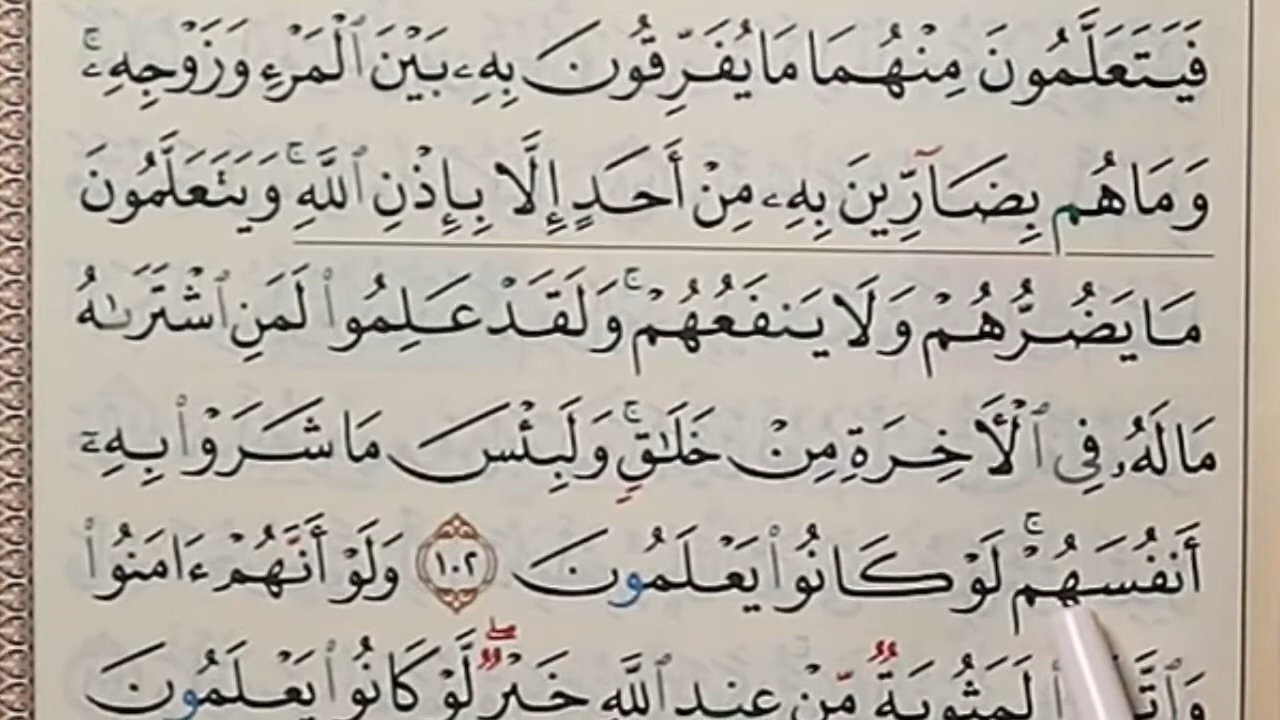 فَيَتَعَلَّمُونَ مِنْهُمَا مَا يُفَرِّقُونَ بِهِۦ بَيْنَ ٱلْمَرْءِ وَزَوْجِهِۦ ۚ
وَمَا هُم بِضَآرِّينَ بِهِۦ مِنْ أَحَدٍ إِلَّا بِإِذْنِ ٱللَّهِ ۚ وَيَتَعَلَّمُونَ
مَا يَضُرُّهُمْ وَلَا يَنفَعُهُمْ ۚ وَلَقَدْ عَلِمُوا۟ لَمَنِ ٱشْتَرَىٰهُ
مَا لَهُۥ فِى ٱلْأَخِرَةِ مِنْ خَلَٰقٍ ۚ وَلَبِئْسَ مَا شَرَوْا۟ بِهِۦٓ
أَنفُسَهُمْ ۚ لَوْ كَانُوا۟ يَعْلَمُونَ ١٠٢ وَلَوْ أَنَّهُمْ ءَامَنُوا۟
لَمَثُوبَةٌ مِّنْ عِندِ ٱللَّهِ خَيْرٌ ۖ لَّوْ كَانُوا۟ يَعْلَمُونَ